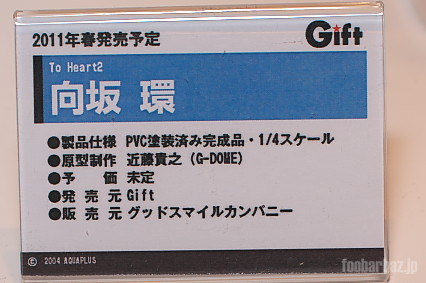 2011年春発売予定
Gift
To Heart2
向坂 環
●製品仕様 PVC塗装済み完成品・1/4スケール
●原型制作 近藤貴之（G-DOME）
●予　　価 未定
●発 売 元 Gift
●販 売 元 グッドスマイルカンパニー
© 2004 AQUAPLUS
foobarbaz.jp